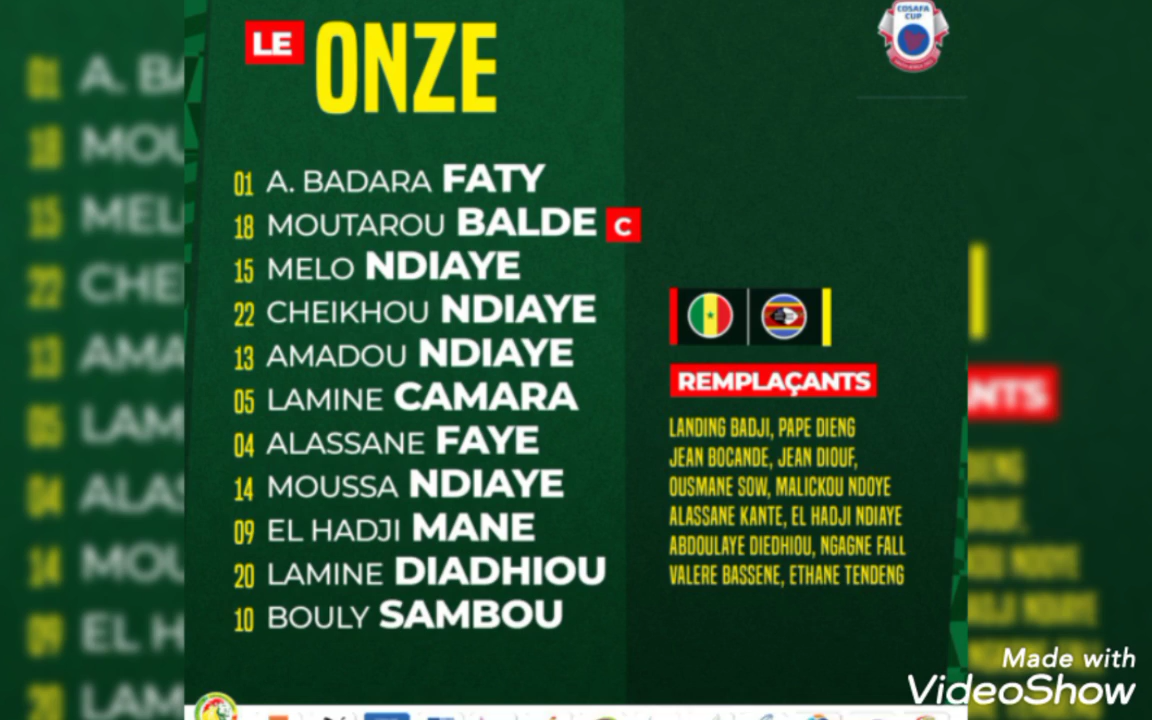 LE ONZE
COSAFA
CUP
01 A. BADARA FATY
18 MOUTAROU BALDE C
15 MELO NDIAYE
22 CHEIKHOU NDIAYE
13 AMADOU NDIAYE
05 LAMINE CAMARA
04 ALASSANE FAYE
14 MOUSSA NDIAYE
09 EL HADJI MANE
20 LAMINE DIADHIOU
10 BOULY SAMBOU
REMPLAÇANTS
LANDING BADJI, PAPE DIENG
JEAN BOCANDE, JEAN DIOUF,
OUSMANE SOW, MALICKOU NDOYE
ALASSANE KANTE, EL HADJI NDIAYE
ABDOULAYE DIEDHIOU, NGAGNE FALL
VALERE BASSENE, ETHANE TENDENG
Made with
VideoShow